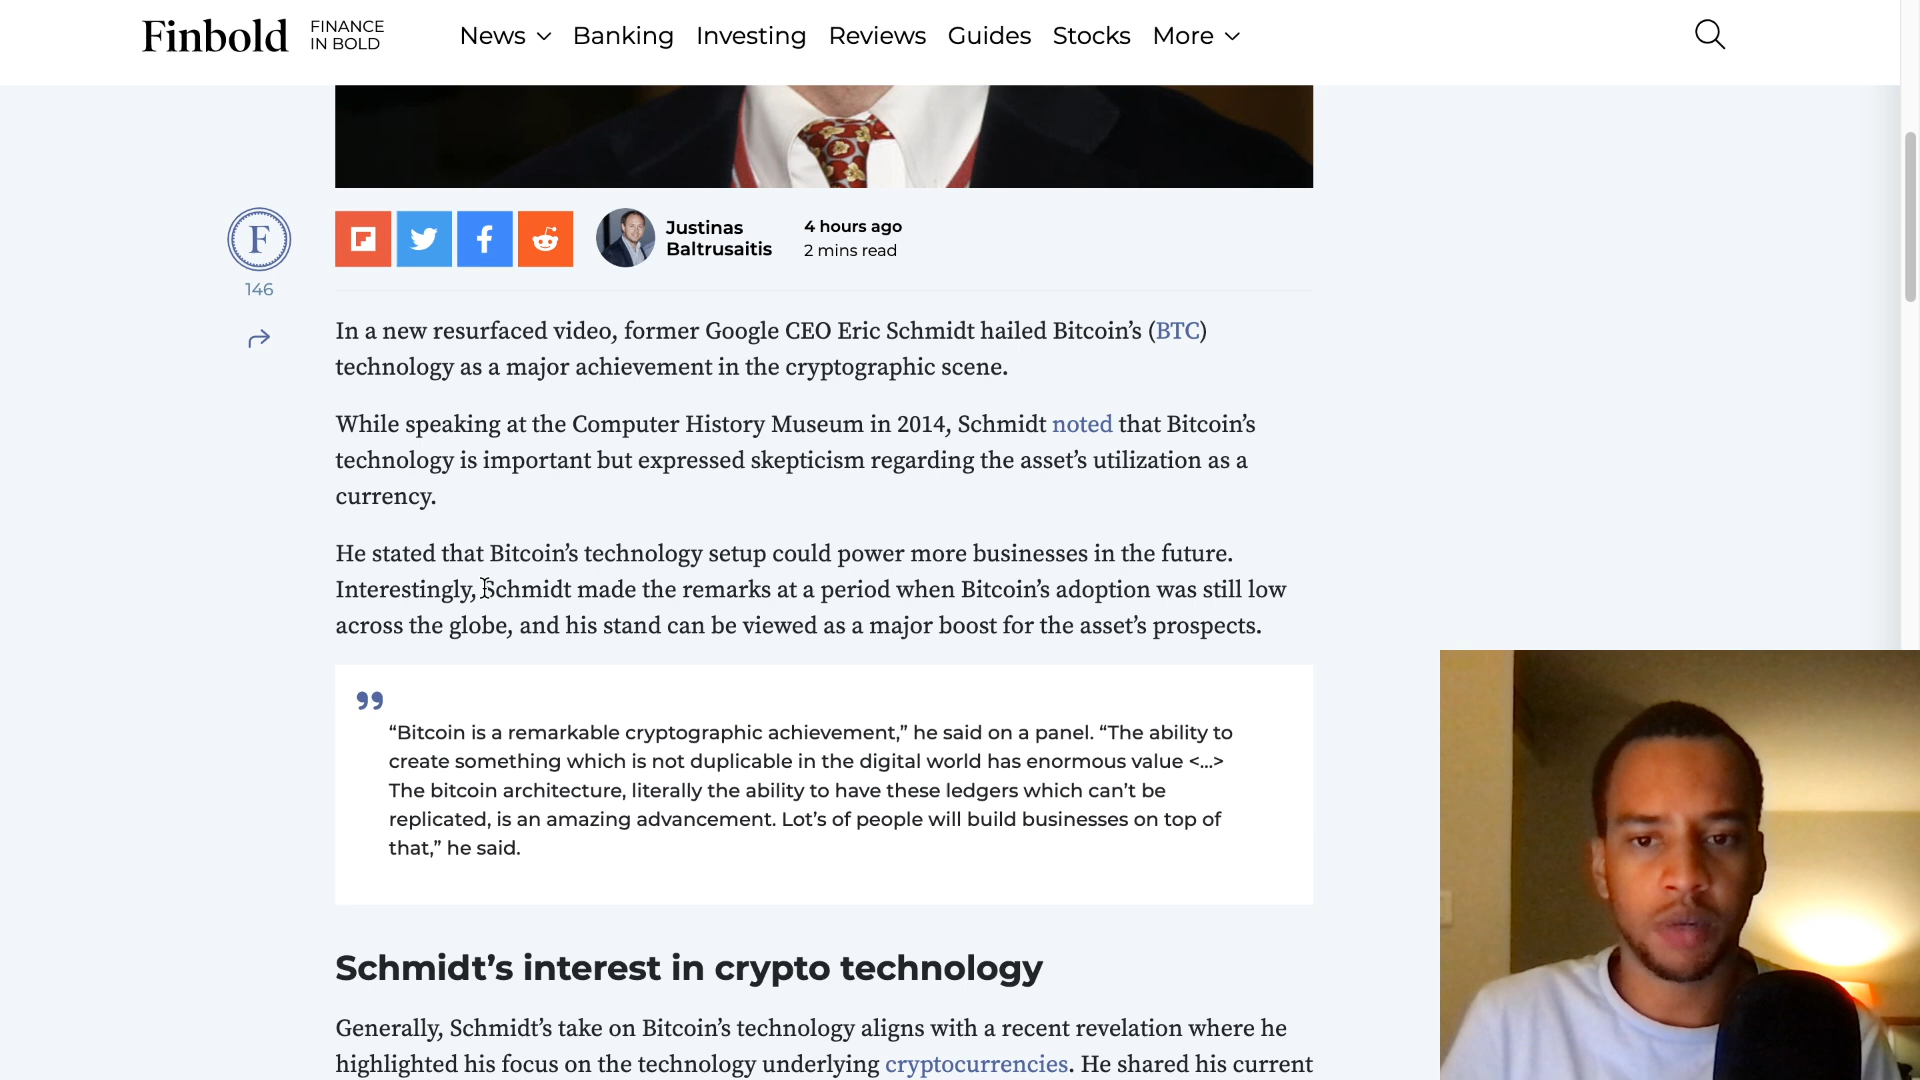 Finbold
FINANCE
IN BOLD
News Banking Investing Reviews Guides Stocks More
F
146
Justinas
Baltrusaitis
4 hours ago
2 mins read
In a new resurfaced video, former Google CEO Eric Schmidt hailed Bitcoin’s (BTC)
technology as a major achievement in the cryptographic scene.
While speaking at the Computer History Museum in 2014, Schmidt noted that Bitcoin’s
technology is important but expressed skepticism regarding the asset’s utilization as a
currency.
He stated that Bitcoin’s technology setup could power more businesses in the future.
Interestingly, Schmidt made the remarks at a period when Bitcoin’s adoption was still low
across the globe, and his stand can be viewed as a major boost for the asset’s prospects.
”
“Bitcoin is a remarkable cryptographic achievement,” he said on a panel. “The ability to
create something which is not duplicable in the digital world has enormous value <…>
The bitcoin architecture, literally the ability to have these ledgers which can’t be
replicated, is an amazing advancement. Lot’s of people will build businesses on top of
that,” he said.
Schmidt’s interest in crypto technology
Generally, Schmidt’s take on Bitcoin’s technology aligns with a recent revelation where he
highlighted his focus on the technology underlying cryptocurrencies. He shared his current